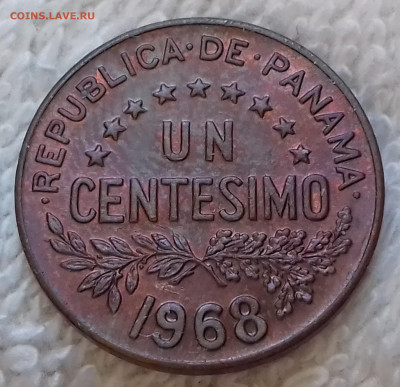 COINS.LAVE.RU
·REPUBLICA·DE·PANAMA·
UN
CENTESIMO
1968